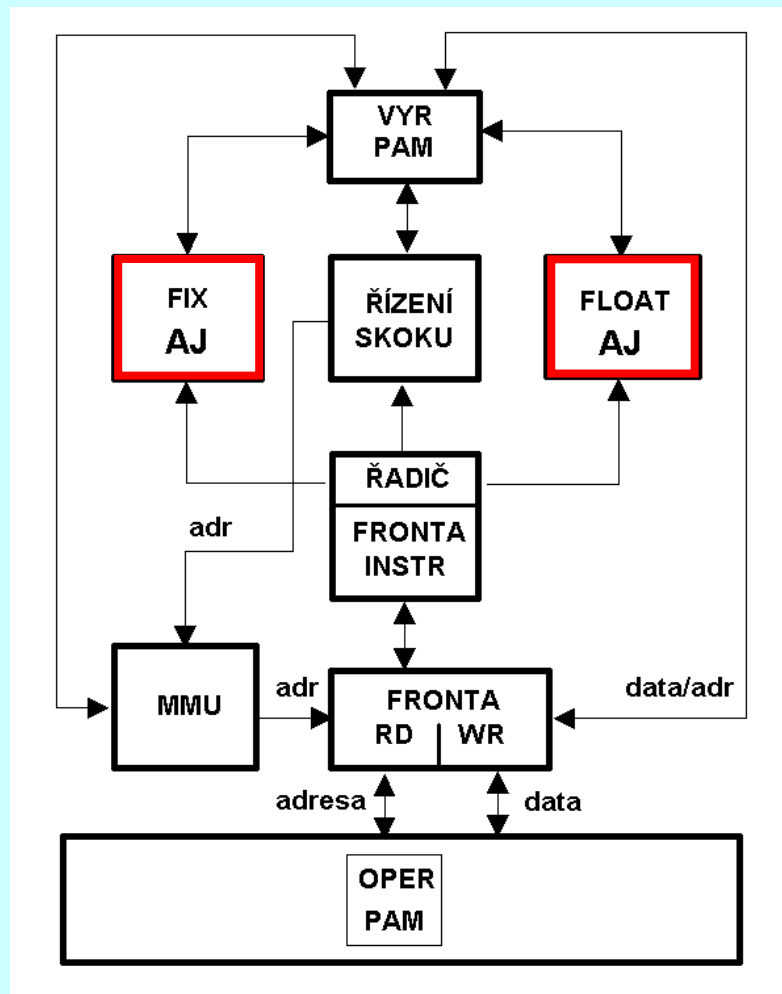 VYR
PAM
FIX
AJ
ŘÍZENÍ
SKOKU
FLOAT
AJ
ŘADIČ
FRONTA
INSTR
adr
MMU
adr
FRONTA
RD
WR
data/adr
adresa
data
OPER
PAM